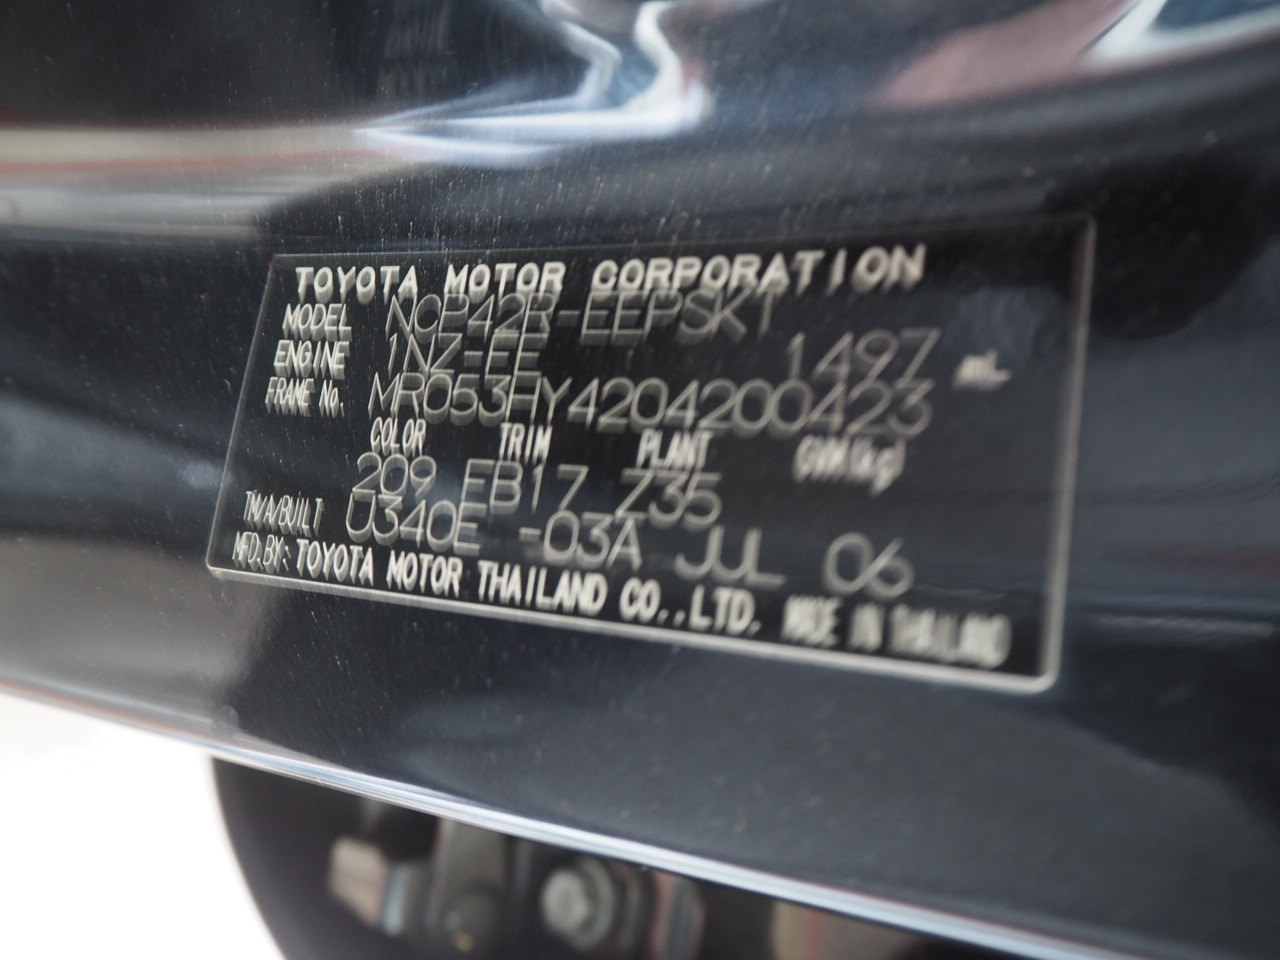 TOYOTA MOTOR CORPORATION
MODEL NCP42R-EEPSKT
ENGINE 1NZ-FE 1497 mL
FRAME No. MR053HY4204200423
COLOR TRIM PLANT GVM(kg)
209 FB17 Z35
TM/A/BUILT U340E -03A JUL 06
MFD.BY: TOYOTA MOTOR THAILAND CO.,LTD. MADE IN THAILAND